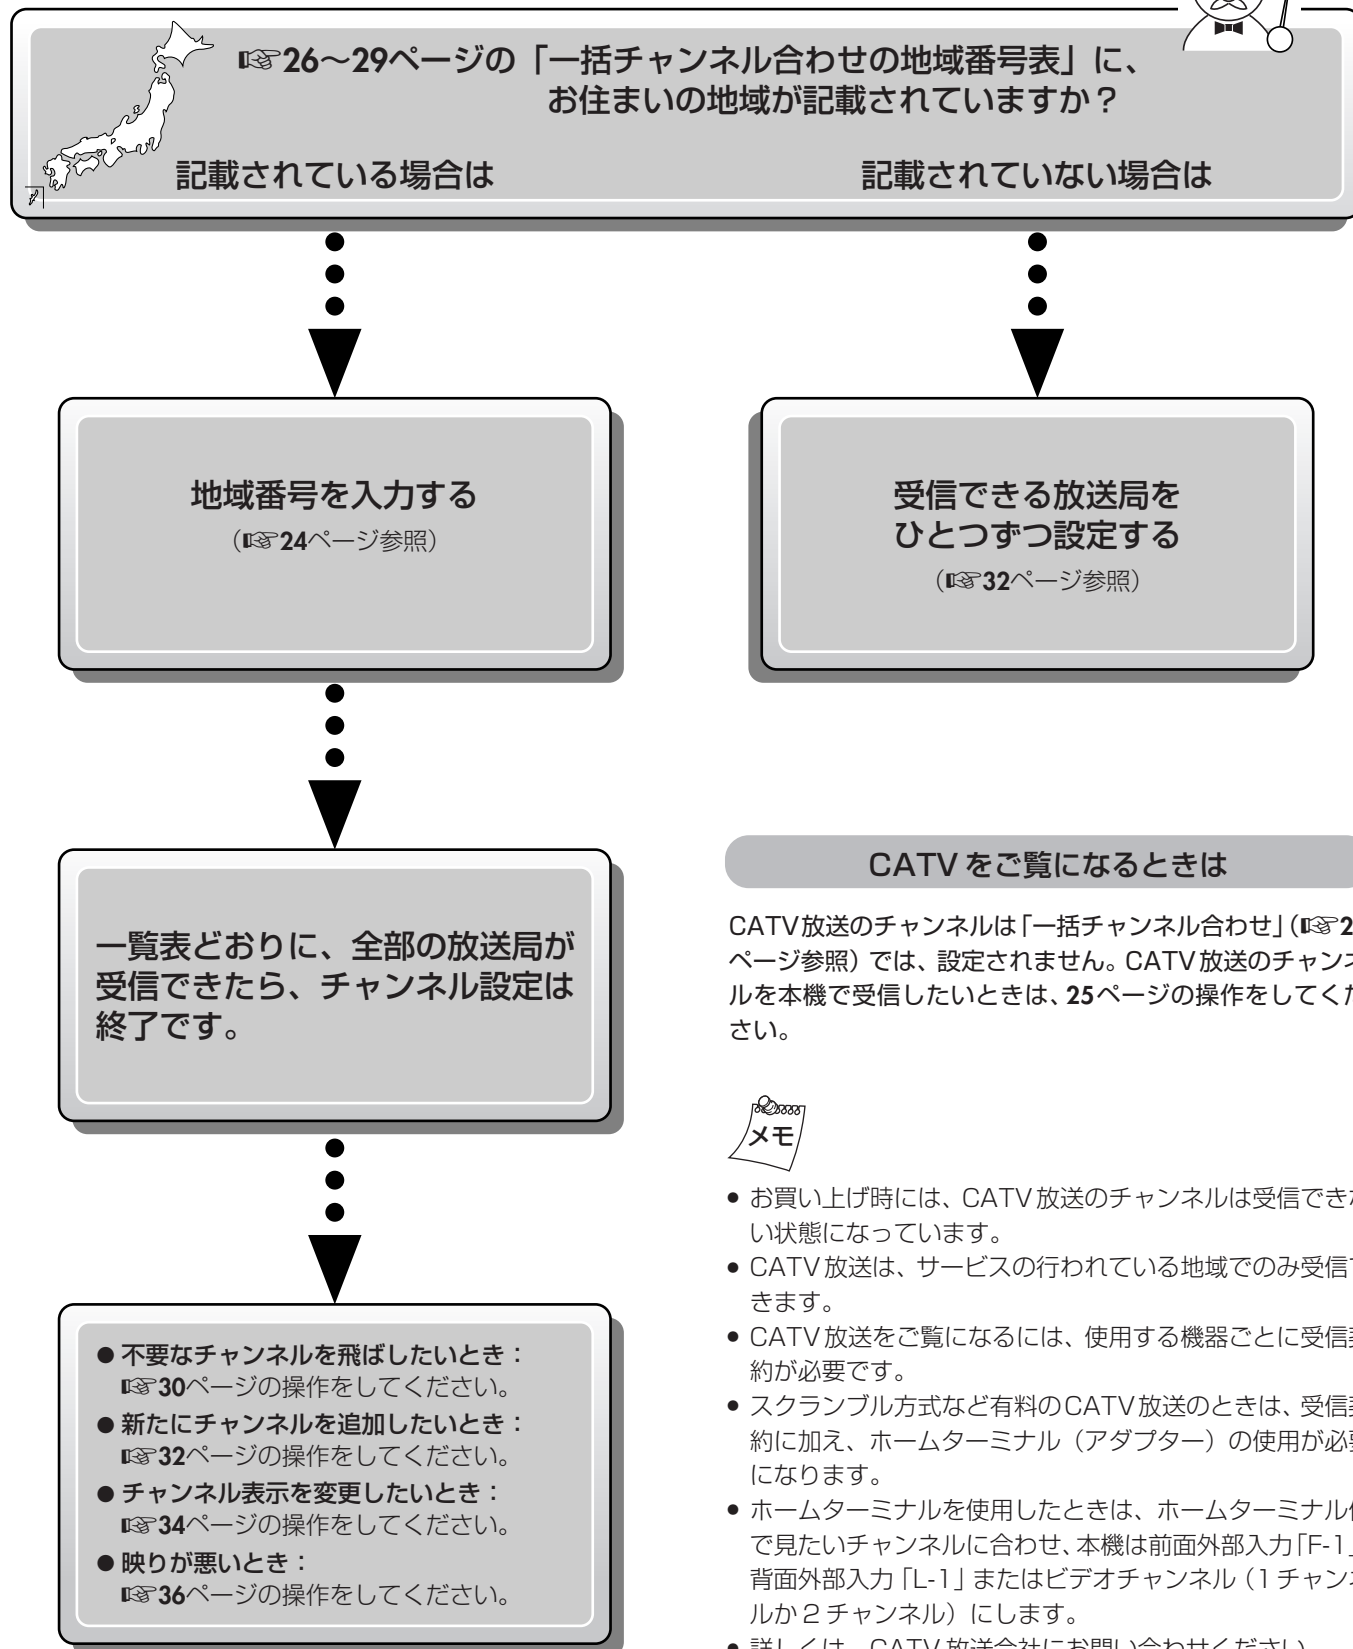 ☞26〜29ページの「一括チャンネル合わせの地域番号表」に、
お住まいの地域が記載されていますか？
記載されている場合は
記載されていない場合は
地域番号を入力する
（☞24ページ参照）
受信できる放送局を
ひとつずつ設定する
（☞32ページ参照）
一覧表どおりに、全部の放送局が
受信できたら、チャンネル設定は
終了です。
●不要なチャンネルを飛ばしたいとき：
☞30ページの操作をしてください。
●新たにチャンネルを追加したいとき：
☞32ページの操作をしてください。
●チャンネル表示を変更したいとき：
☞34ページの操作をしてください。
●映りが悪いとき：
☞36ページの操作をしてください。
CATVをご覧になるときは
CATV放送のチャンネルは「一括チャンネル合わせ」（☞2
ページ参照）では、設定されません。CATV放送のチャンネ
ルを本機で受信したいときは、25ページの操作をしてくだ
さい。
メモ
●お買い上げ時には、CATV放送のチャンネルは受信できな
い状態になっています。
●CATV放送は、サービスの行われている地域でのみ受信で
きます。
●CATV放送をご覧になるには、使用する機器ごとに受信契
約が必要です。
●スクランブル方式など有料のCATV放送のときは、受信契
約に加え、ホームターミナル（アダプター）の使用が必要
になります。
●ホームターミナルを使用したときは、ホームターミナル
で見たいチャンネルに合わせ、本機は前面外部入力「F-1」
背面外部入力「L-1」またはビデオチャンネル（1チャンネ
ルか2チャンネル）にします。
●詳しくは、CATV放送会社にお問い合わせください